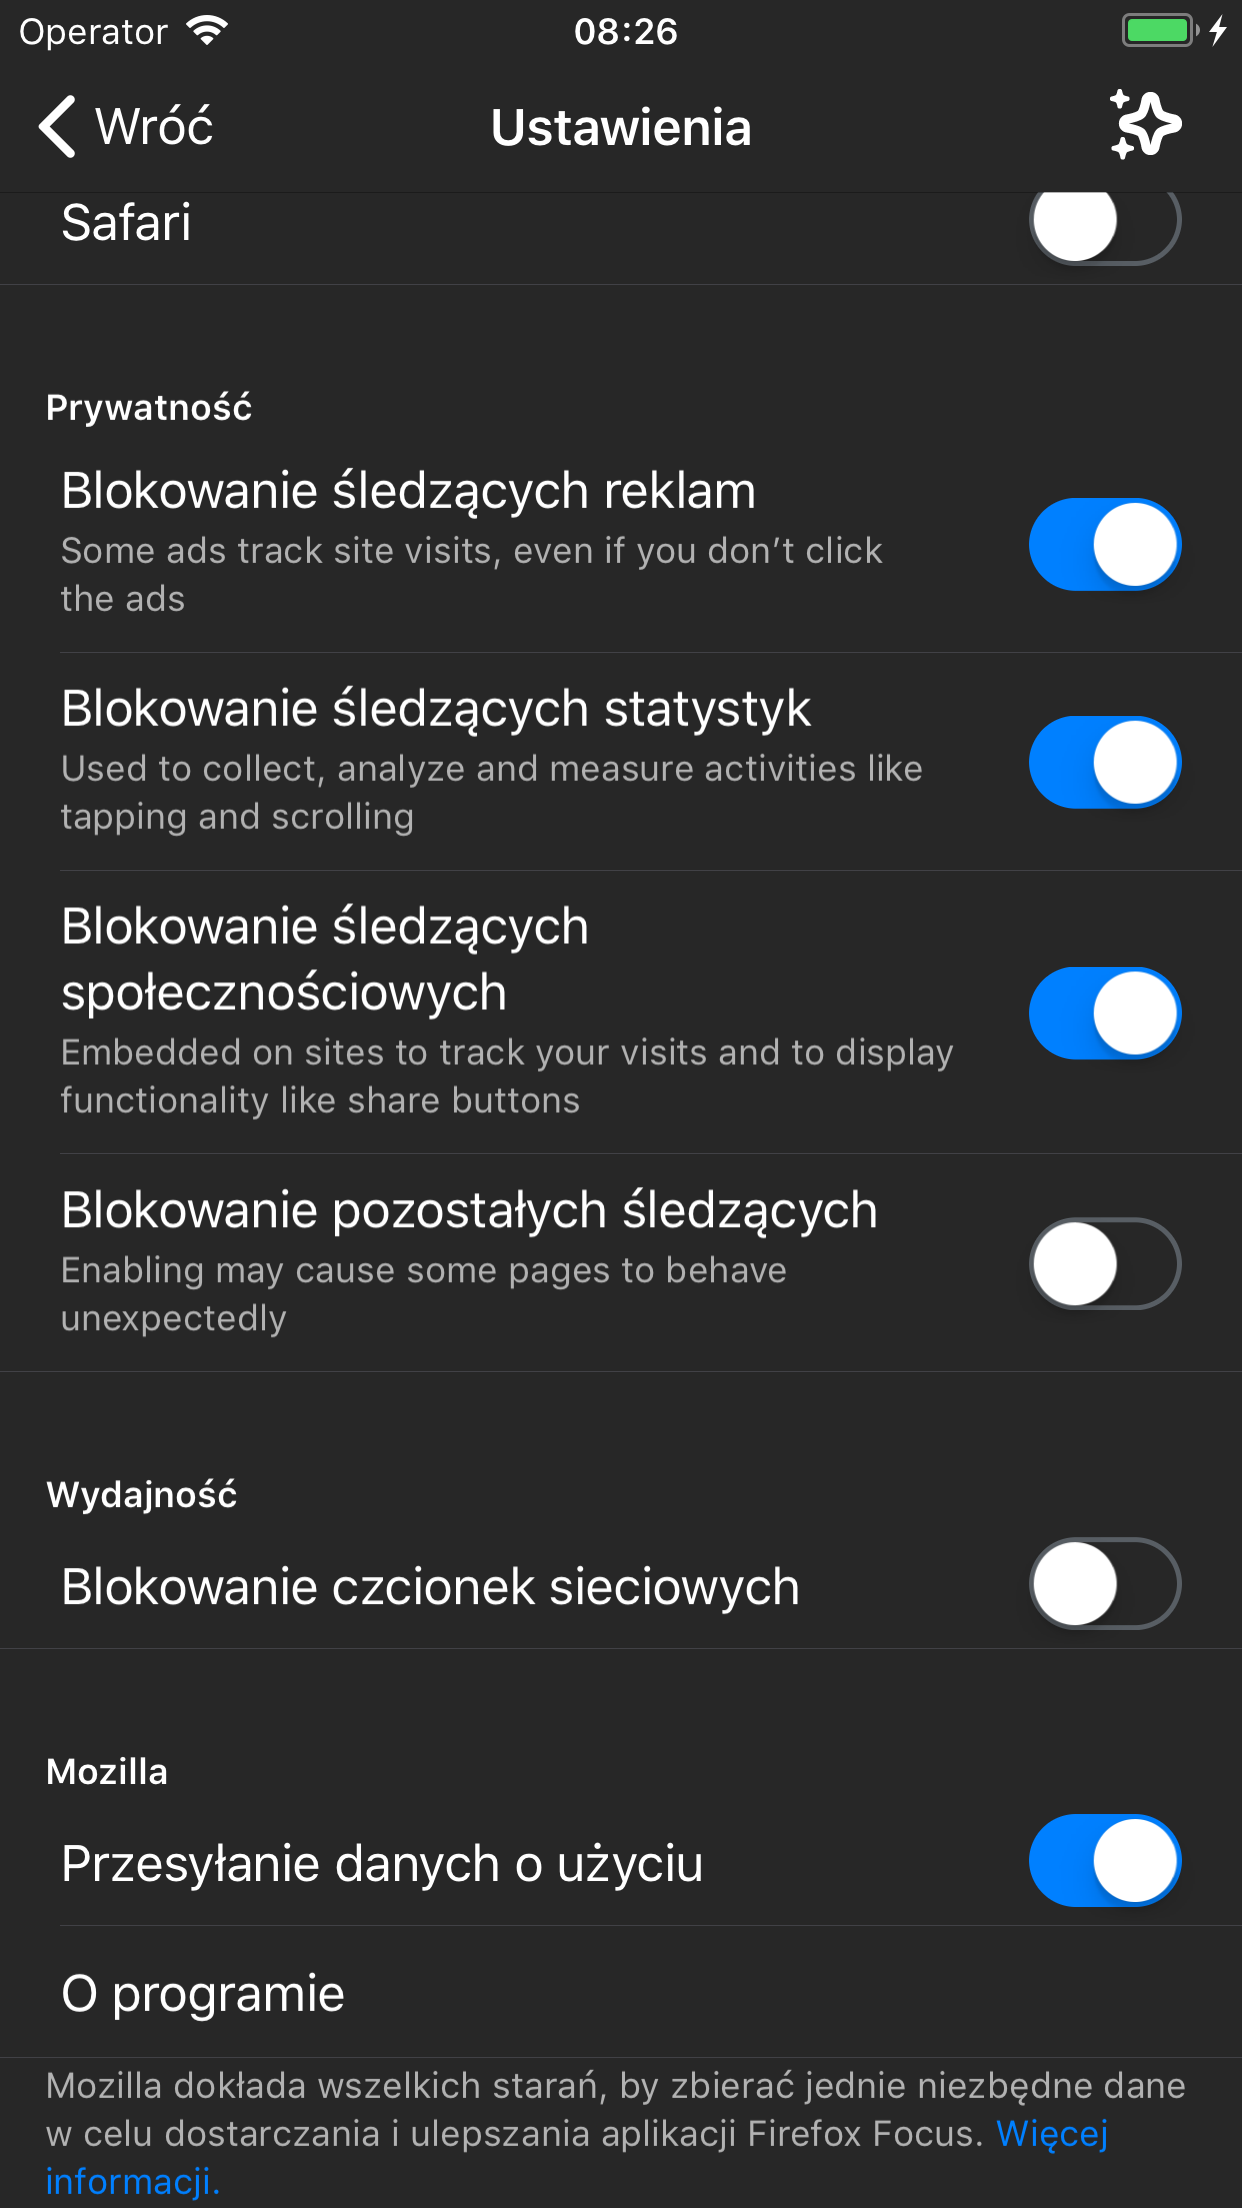 Operator
08:26
Wróć
Ustawienia
Safari
Prywatność
Blokowanie śledzących reklam
Some ads track site visits, even if you don’t click
the ads
Blokowanie śledzących statystyk
Used to collect, analyze and measure activities like
tapping and scrolling
Blokowanie śledzących
społecznościowych
Embedded on sites to track your visits and to display
functionality like share buttons
Blokowanie pozostałych śledzących
Enabling may cause some pages to behave
unexpectedly
Wydajność
Blokowanie czcionek sieciowych
Mozilla
Przesyłanie danych o użyciu
O programie
Mozilla dokłada wszelkich starań, by zbierać jednie niezbędne dane
w celu dostarczania i ulepszania aplikacji Firefox Focus. Więcej
informacji.